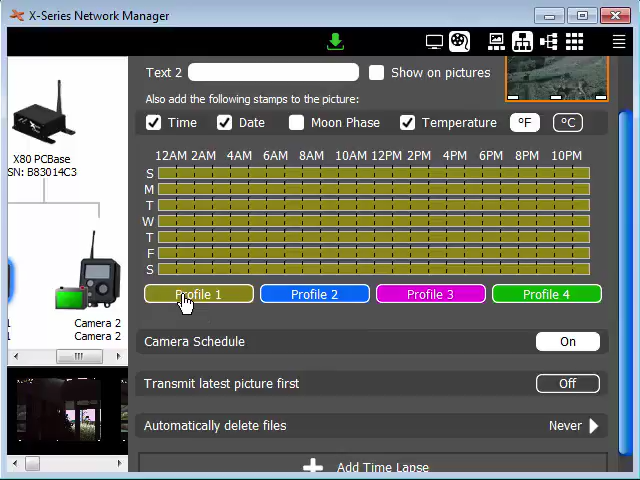 X-Series Network Manager
Text 2
Show on pictures
Also add the following stamps to the picture:
Time
Date
Moon Phase
Temperature
°F
°C
X80 PCBase
SN: B83014C3
12AM 2AM 4AM 6AM 8AM 10AM 12PM 2PM 4PM 6PM 8PM 10PM
S
M
T
W
T
F
S
Profile 1
Profile 2
Profile 3
Profile 4
1
Camera 2
1
Camera 2
Camera Schedule
On
Transmit latest picture first
Off
Automatically delete files
Never
Add Time Lapse